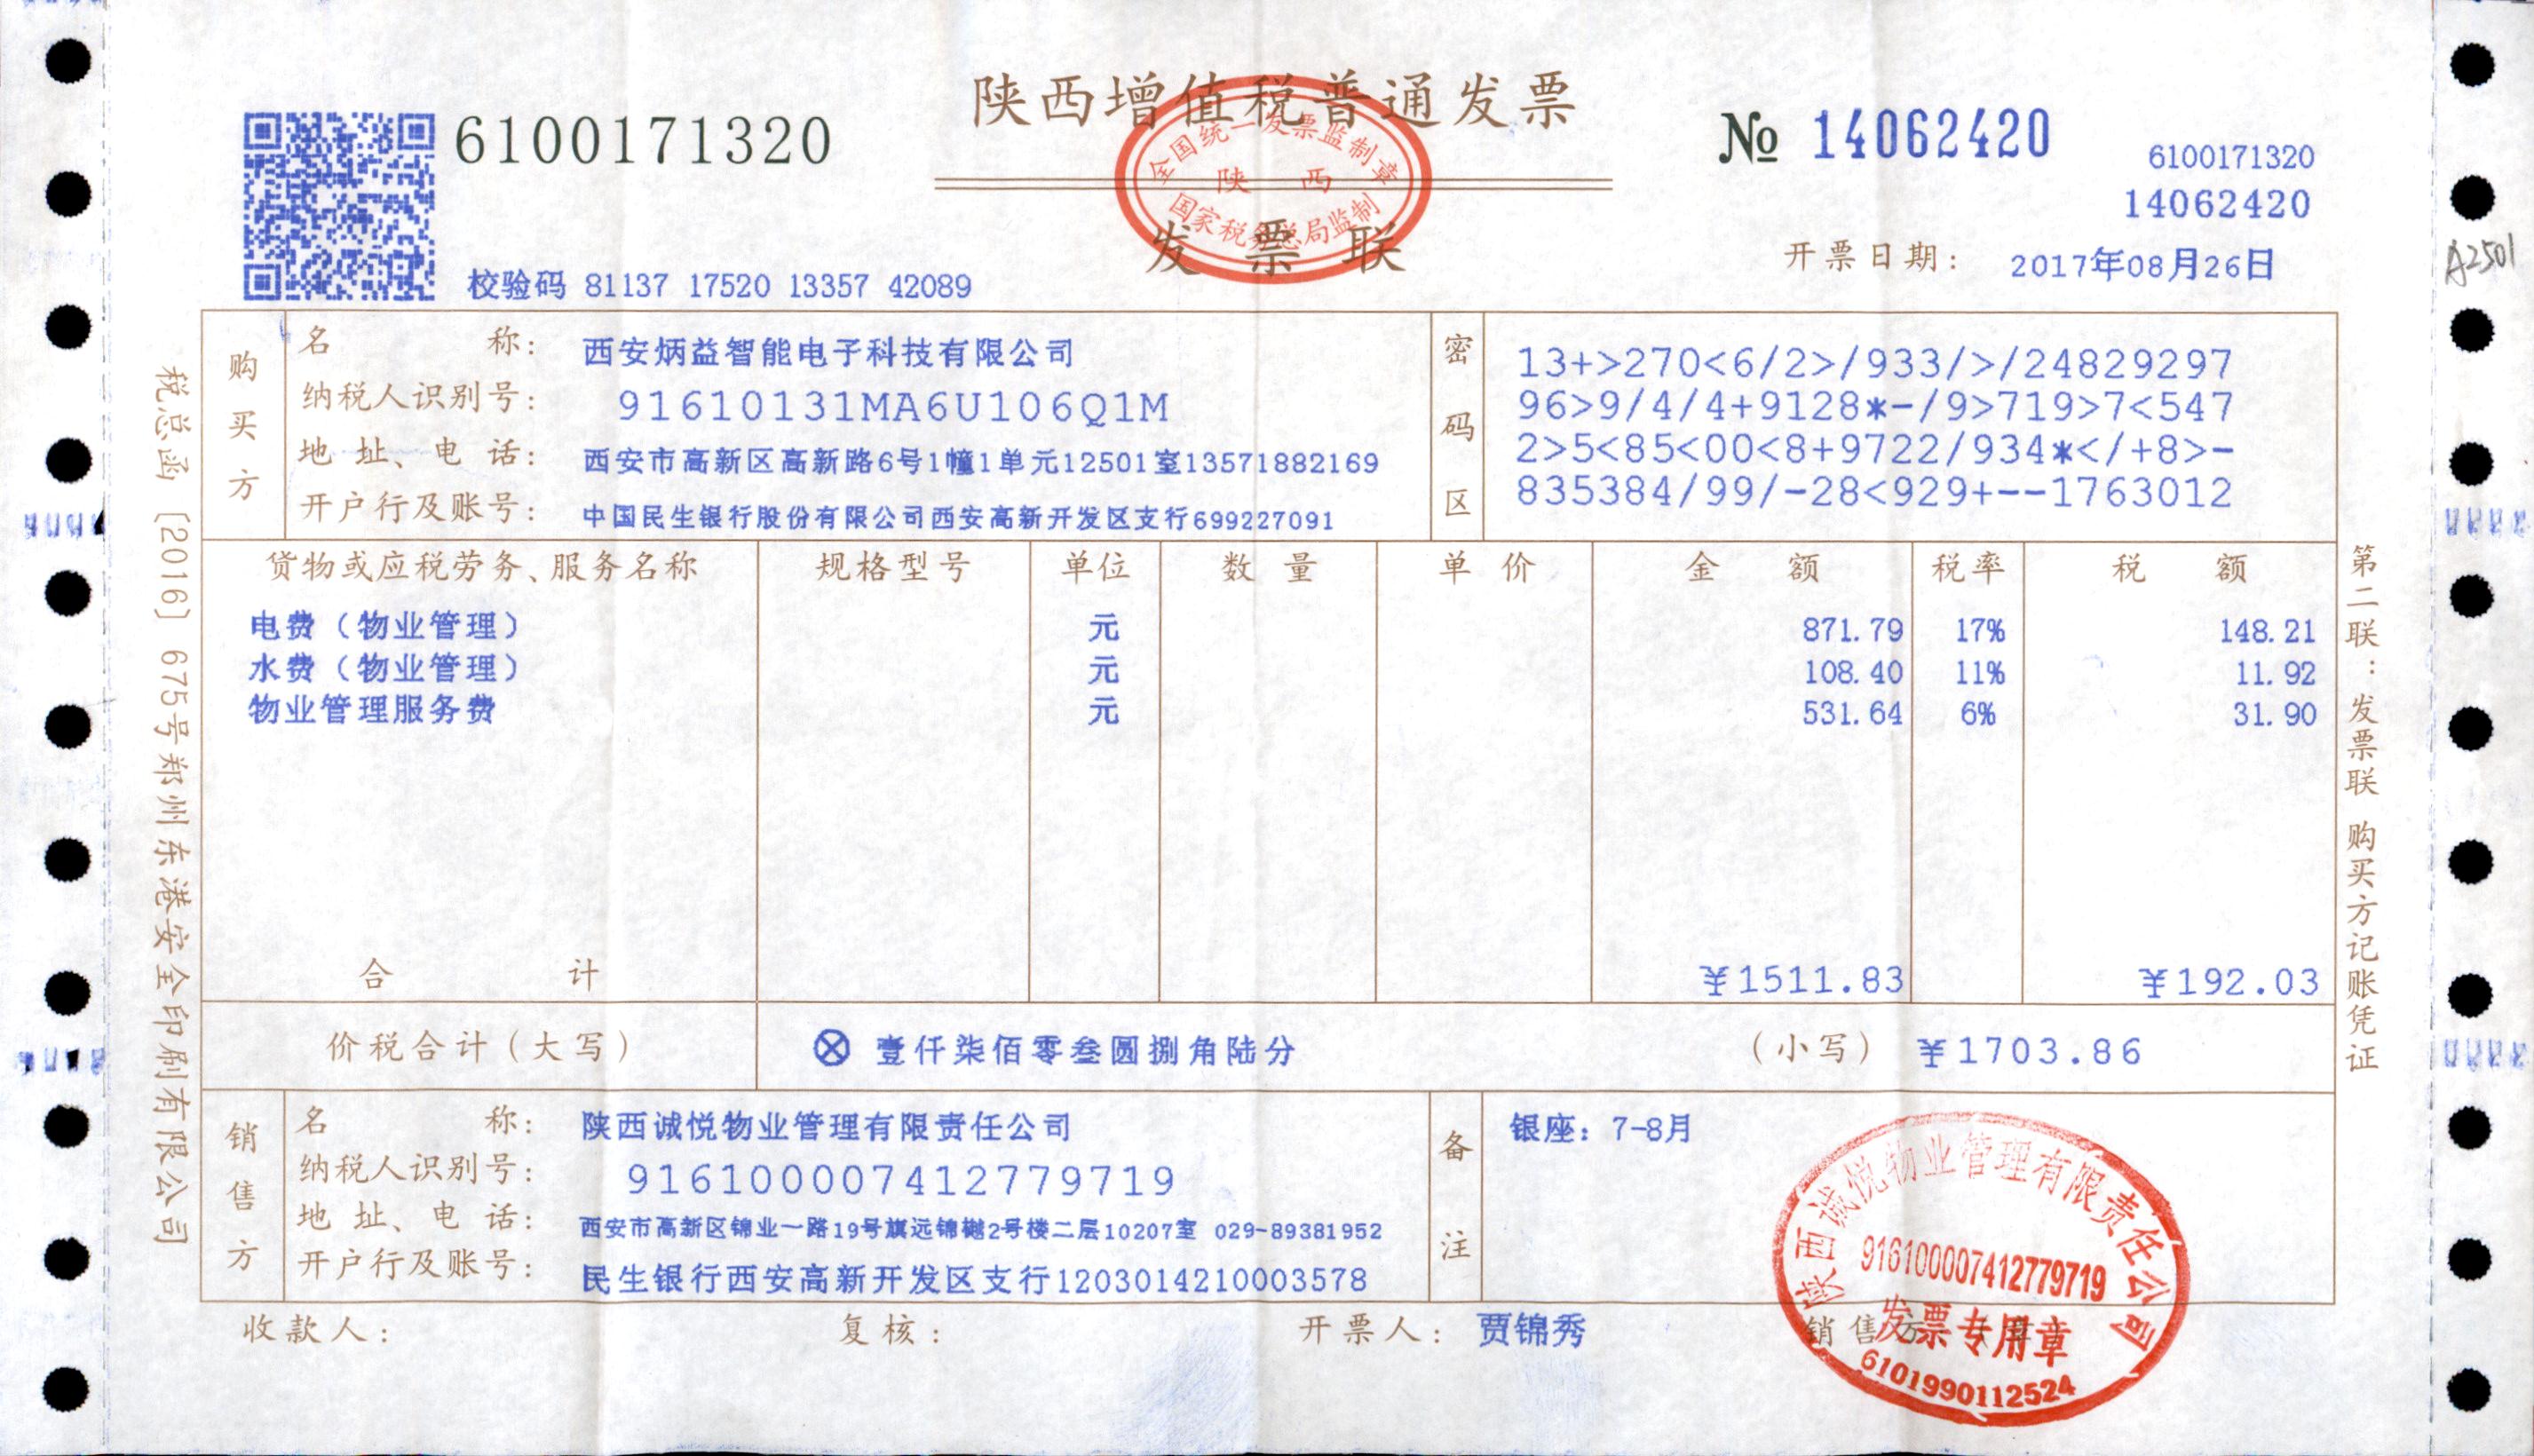 陕西增值税普通发票
6100171320
№ 14062420
6100171320
14062420
全国统一发票监制章
陕 西
国家税务总局监制
发票联
校验码 81137 17520 13357 42089
开票日期: 2017年08月26日
A2501
购买方
名称: 西安炳益智能电子科技有限公司
纳税人识别号: 91610131MA6U106Q1M
地址、电话: 西安市高新区高新路6号1幢1单元12501室13571882169
开户行及账号: 中国民生银行股份有限公司西安高新开发区支行699227091
密码区
13+>270<6/2>/933/>/24829297
96>9/4/4+9128*-/9>719>7<547
2>5<85<00<8+9722/934*</+8>-
835384/99/-28<929+--1763012
货物或应税劳务、服务名称 规格型号 单位 数量 单价 金额 税率 税额
电费（物业管理） 元 871.79 17% 148.21
水费（物业管理） 元 108.40 11% 11.92
物业管理服务费 元 531.64 6% 31.90
合计 ¥1511.83 ¥192.03
价税合计（大写） ⊗ 壹仟柒佰零叁圆捌角陆分 （小写） ¥1703.86
销售方
名称: 陕西诚悦物业管理有限责任公司
纳税人识别号: 916100007412779719
地址、电话: 西安市高新区锦业一路19号旗远锦樾2号楼二层10207室 029-89381952
开户行及账号: 民生银行西安高新开发区支行1203014210003578
备注
银座: 7-8月
收款人: 复核: 开票人: 贾锦秀 销售方
陕西诚悦物业管理有限责任公司
916100007412779719
发票专用章
6101990112524
税总函〔2016〕675号郑州东港安全印刷有限公司
第二联：发票联 购买方记账凭证